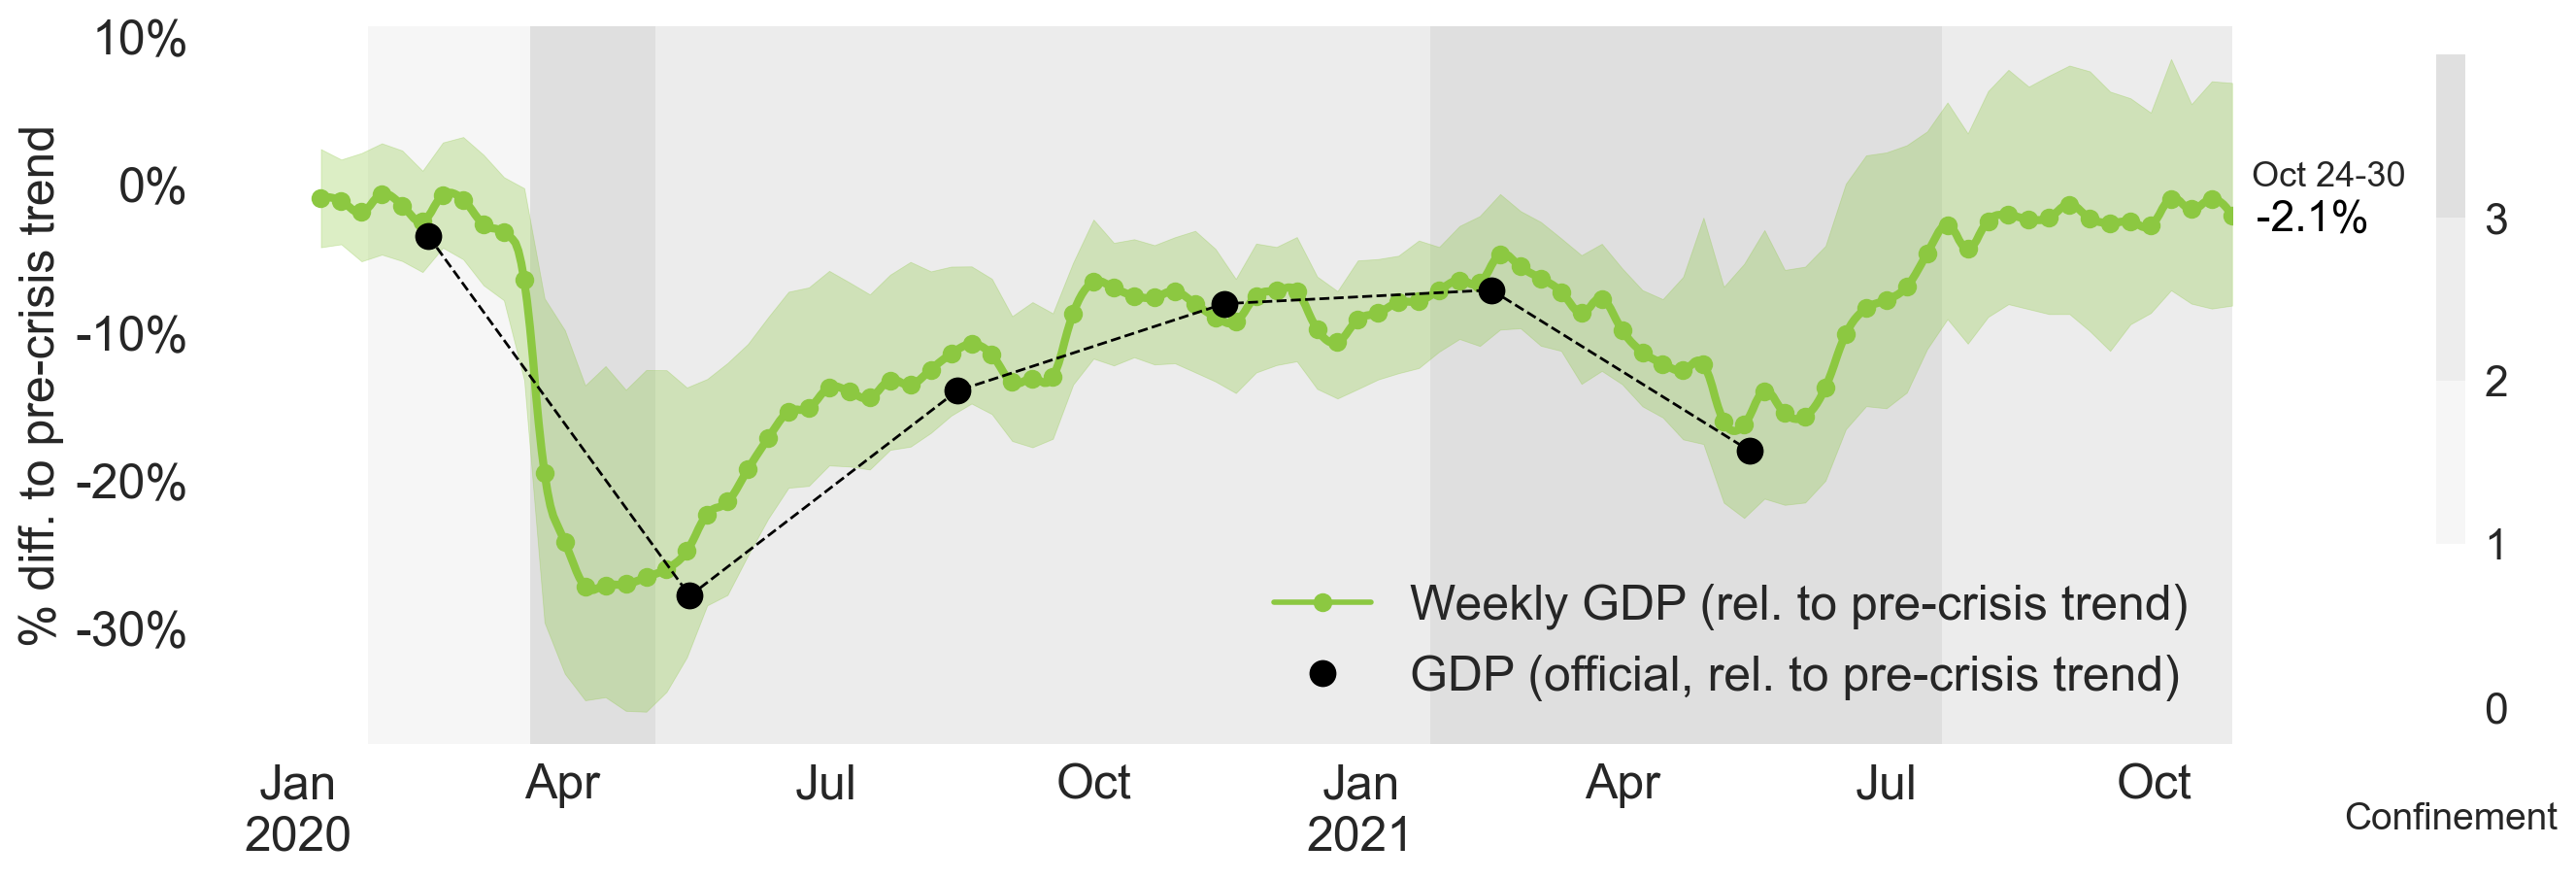 % diff. to pre-crisis trend
10%
0%
-10%
-20%
-30%
Oct 24-30
-2.1%
Weekly GDP (rel. to pre-crisis trend)
GDP (official, rel. to pre-crisis trend)
Jan Apr Jul Oct Jan Apr Jul Oct
2020 2021
3
2
1
0
Confinement